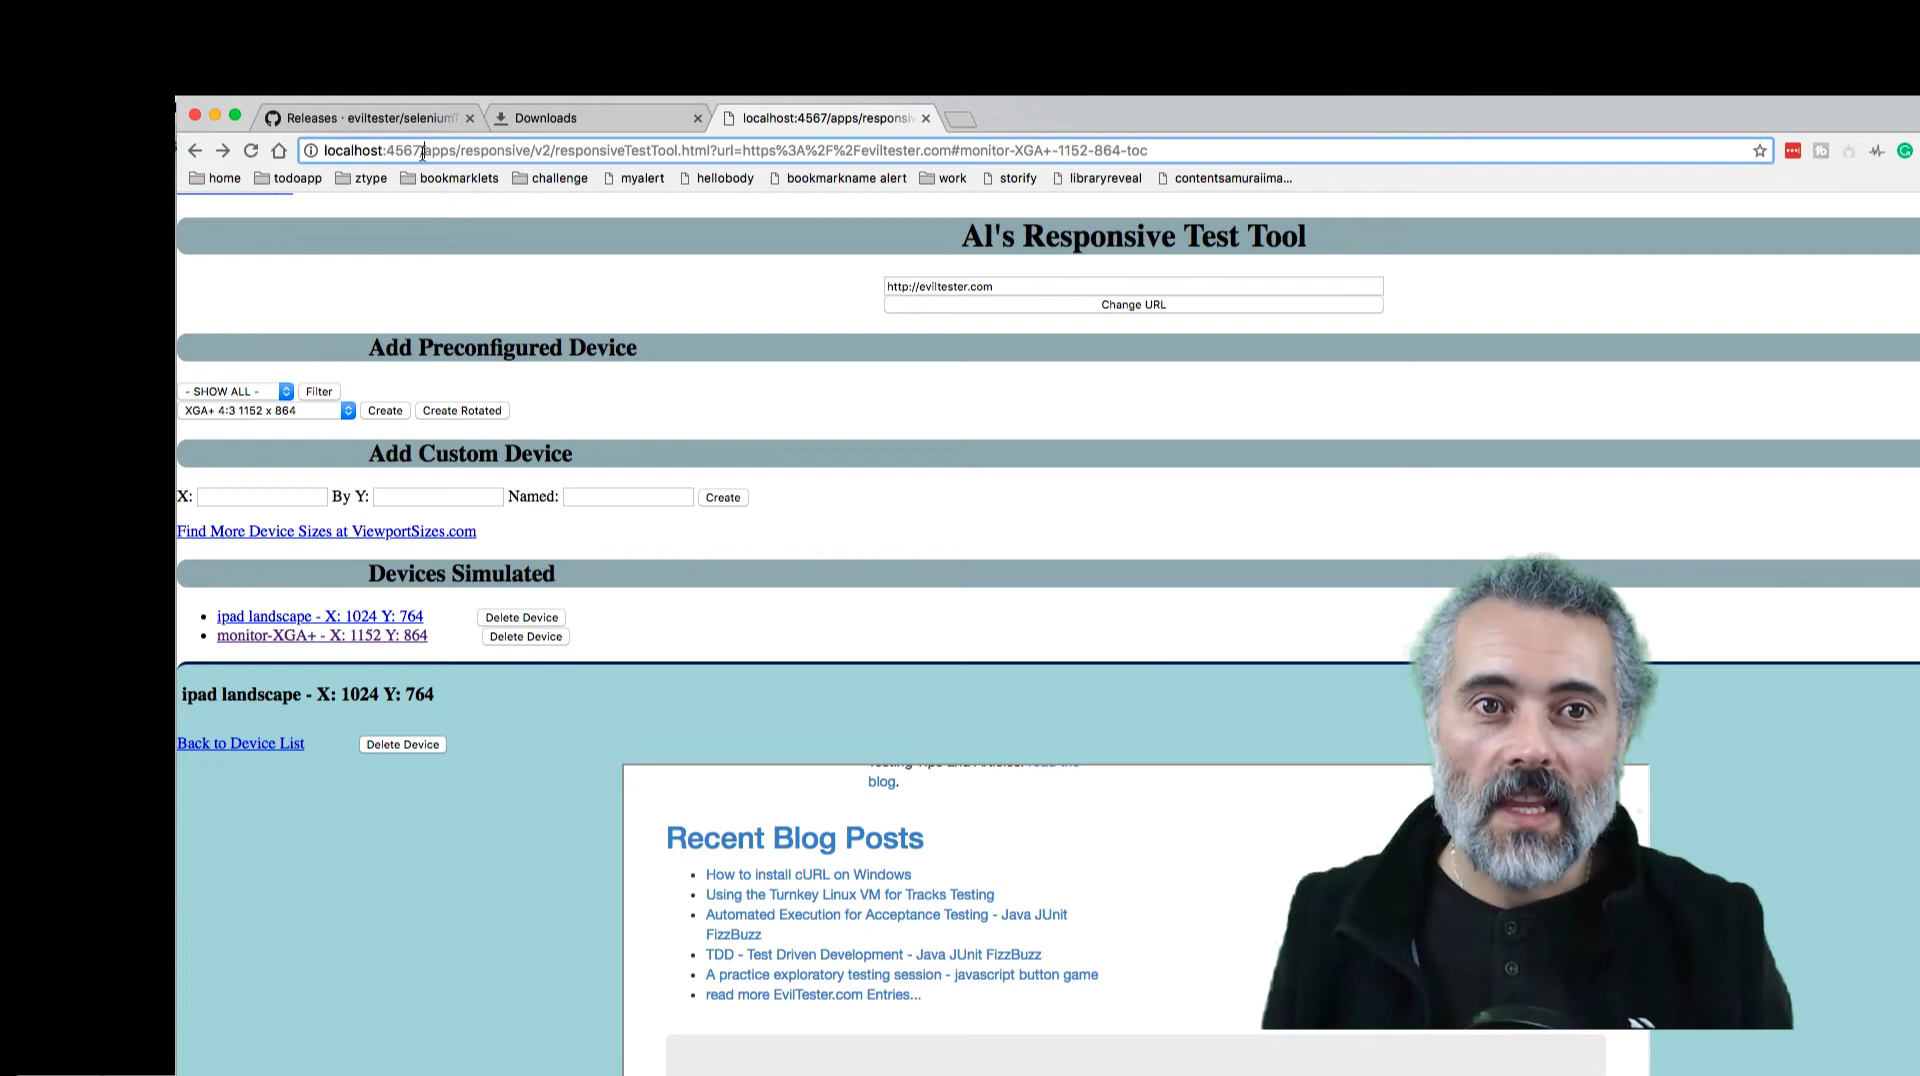 Releases · eviltester/selenium
Downloads
localhost:4567/apps/responsiv
localhost:4567/apps/responsive/v2/responsiveTestTool.html?url=https%3A%2F%2Feviltester.com#monitor-XGA+-1152-864-toc
home todoapp ztype bookmarklets challenge myalert hellobody bookmarkname alert work storify libraryreveal contentsamuraiima...
Al's Responsive Test Tool
http://eviltester.com
Change URL
Add Preconfigured Device
- SHOW ALL - Filter
XGA+ 4:3 1152 x 864 Create Create Rotated
Add Custom Device
X: By Y: Named: Create
Find More Device Sizes at ViewportSizes.com
Devices Simulated
ipad landscape - X: 1024 Y: 764 Delete Device
monitor-XGA+ - X: 1152 Y: 864 Delete Device
ipad landscape - X: 1024 Y: 764
Back to Device List Delete Device
blog.
Recent Blog Posts
How to install cURL on Windows
Using the Turnkey Linux VM for Tracks Testing
Automated Execution for Acceptance Testing - Java JUnit
FizzBuzz
TDD - Test Driven Development - Java JUnit FizzBuzz
A practice exploratory testing session - javascript button game
read more EvilTester.com Entries...